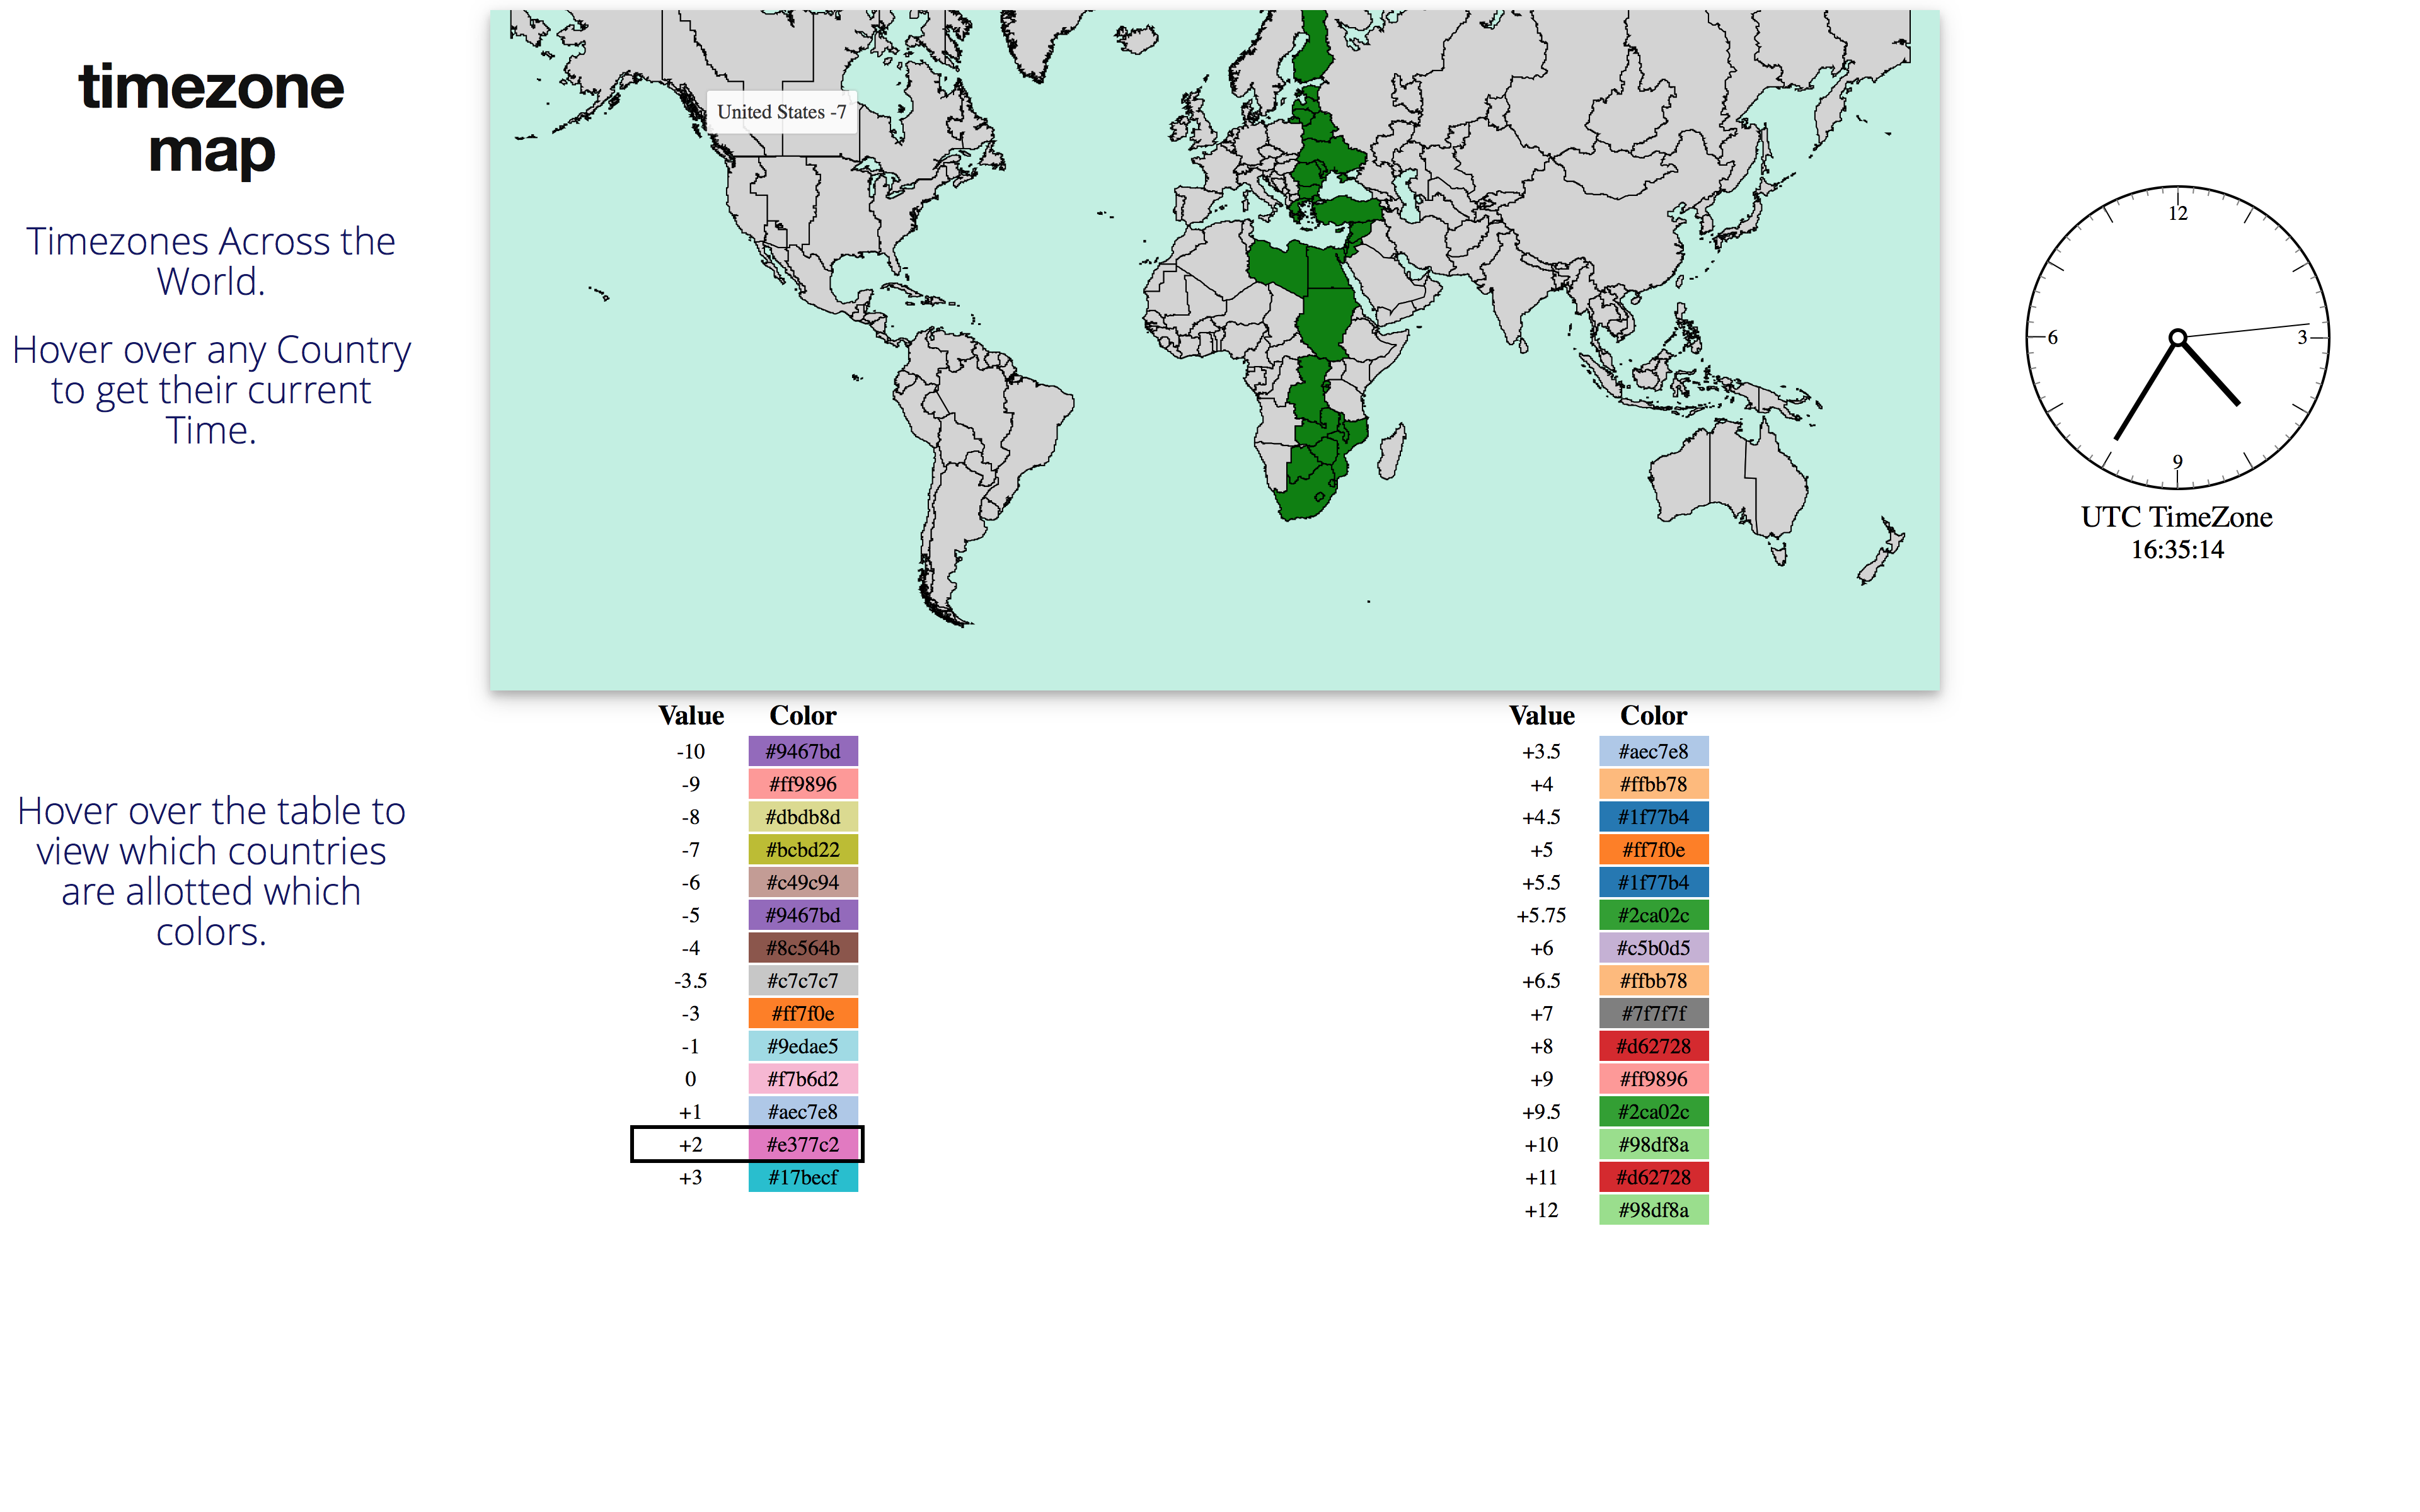 timezone
map
Timezones Across the
World.
Hover over any Country
to get their current
Time.
United States -7
12
3
6
9
UTC TimeZone
16:35:14
Hover over the table to
view which countries
are allotted which
colors.
Value Color
-10 #9467bd
-9 #ff9896
-8 #dbdb8d
-7 #bcbd22
-6 #c49c94
-5 #9467bd
-4 #8c564b
-3.5 #c7c7c7
-3 #ff7f0e
-1 #9edae5
0 #f7b6d2
+1 #aec7e8
+2 #e377c2
+3 #17becf
Value Color
+3.5 #aec7e8
+4 #ffbb78
+4.5 #1f77b4
+5 #ff7f0e
+5.5 #1f77b4
+5.75 #2ca02c
+6 #c5b0d5
+6.5 #ffbb78
+7 #7f7f7f
+8 #d62728
+9 #ff9896
+9.5 #2ca02c
+10 #98df8a
+11 #d62728
+12 #98df8a